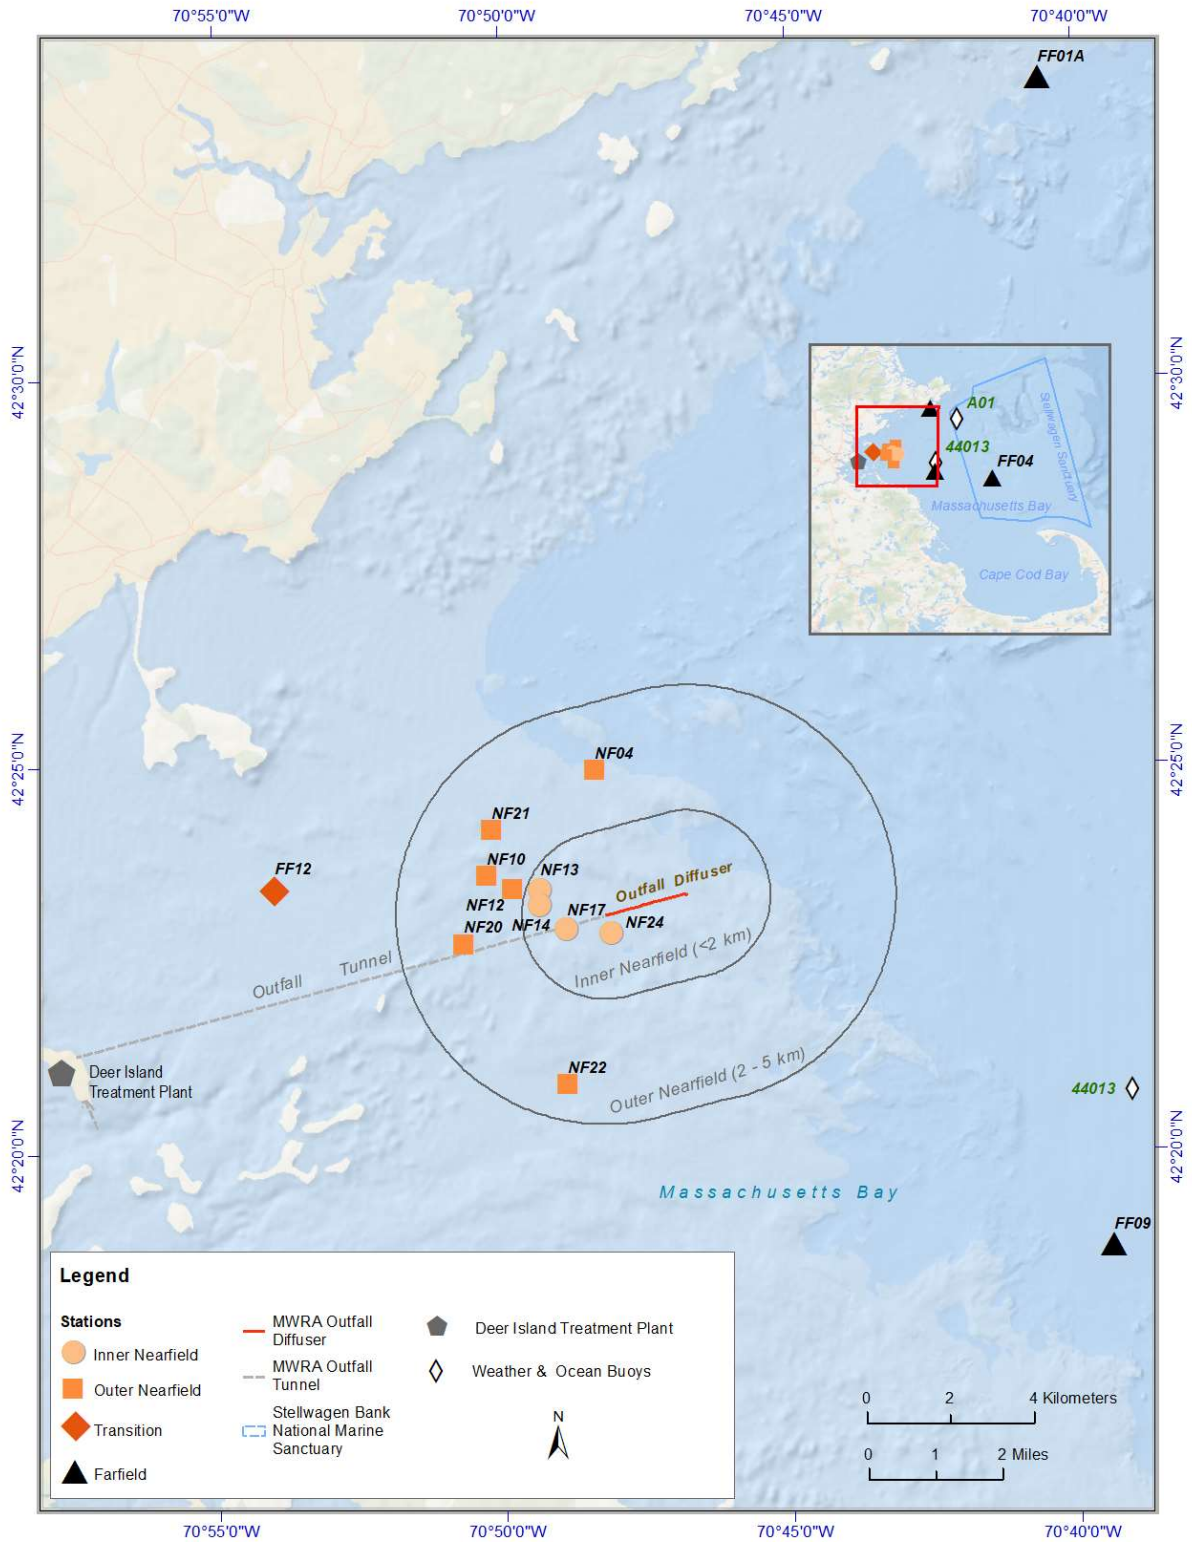 70°55'0"W
70°50'0"W
70°45'0"W
70°40'0"W
FF01A
42°30'0"N
42°30'0"N
A01
44013
FF04
Stellwagen Sanctuary
Massachusetts Bay
Cape Cod Bay
NF04
42°25'0"N
42°25'0"N
NF21
NF10
NF13
FF12
Outfall Diffuser
NF12
NF17
NF20
NF14
NF24
Outfall Tunnel
Inner Nearfield (<2 km)
Deer Island
Treatment Plant
NF22
Outer Nearfield (2 - 5 km)
44013
42°20'0"N
42°20'0"N
Massachusetts Bay
FF09
Legend
Stations
Inner Nearfield
Outer Nearfield
Transition
Farfield
MWRA Outfall
Diffuser
MWRA Outfall
Tunnel
Stellwagen Bank
National Marine
Sanctuary
Deer Island Treatment Plant
Weather & Ocean Buoys
N
0 2 4 Kilometers
0 1 2 Miles
70°55'0"W
70°50'0"W
70°45'0"W
70°40'0"W